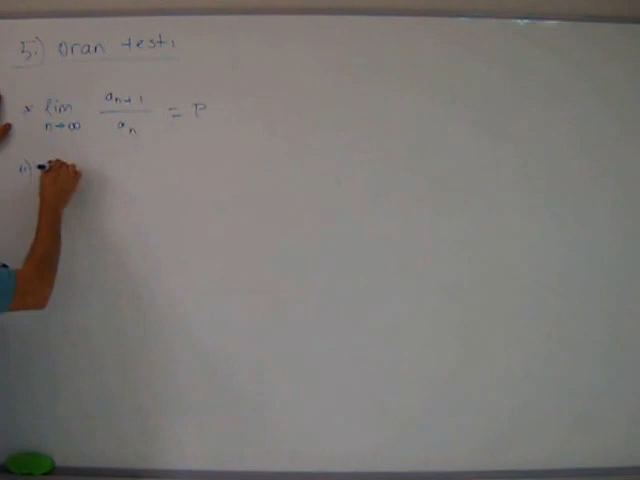 5.) Oran testi
* lim n→∞ a_{n+1} / a_n = P
(i)